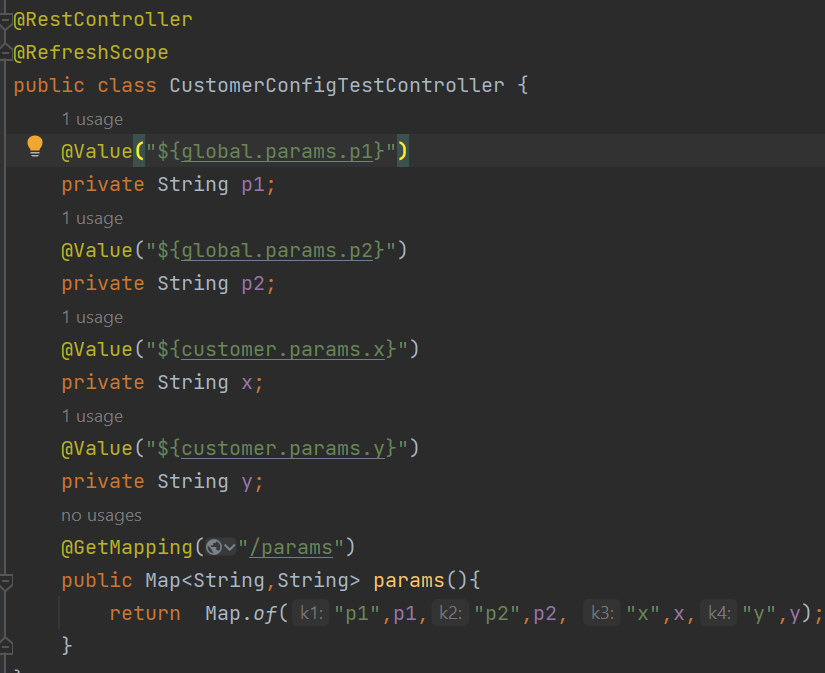 @RestController
@RefreshScope
public class CustomerConfigTestController {
1 usage
@Value("${global.params.p1}")
private String p1;
1 usage
@Value("${global.params.p2}")
private String p2;
1 usage
@Value("${customer.params.x}")
private String x;
1 usage
@Value("${customer.params.y}")
private String y;
no usages
@GetMapping("/params")
public Map<String,String> params(){
return Map.of( k1: "p1",p1, k2: "p2",p2, k3: "x",x, k4: "y",y);
}